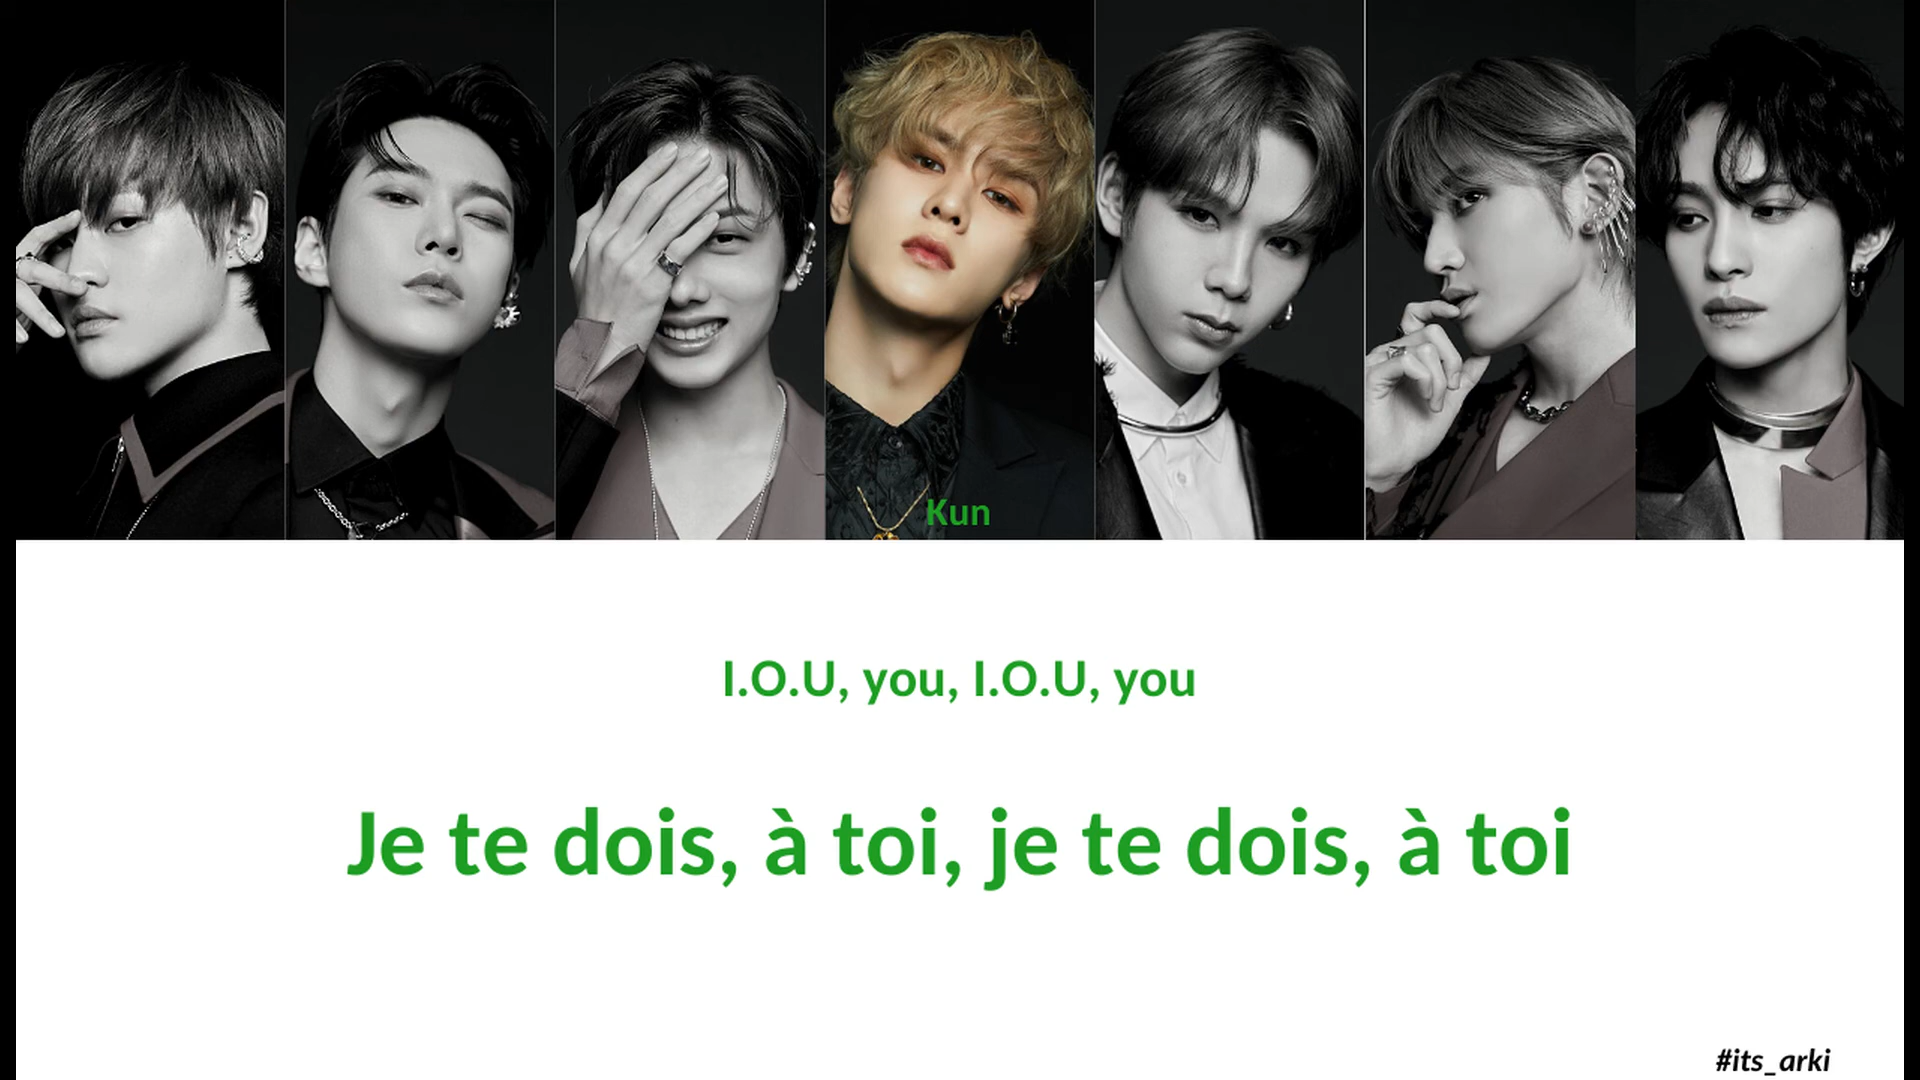 Kun
I.O.U, you, I.O.U, you
Je te dois, à toi, je te dois, à toi
#its_arki